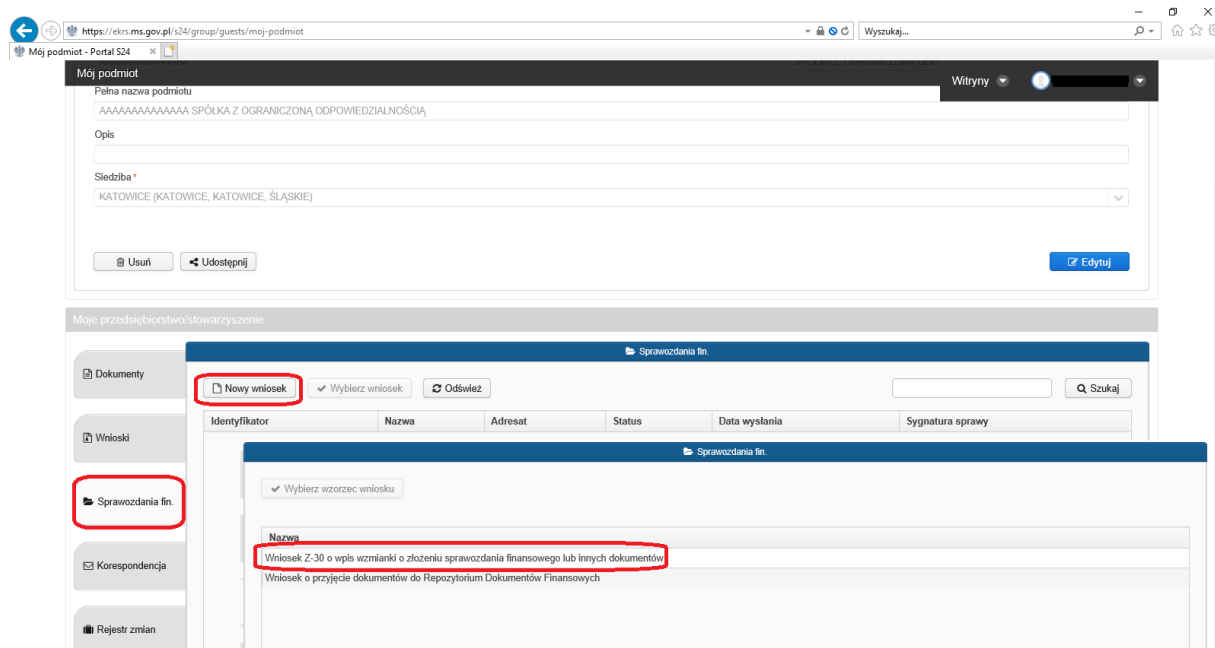 https://ekrs.ms.gov.pl/s24/group/guests/moj-podmiot
Wyszukaj...
Mój podmiot - Portal S24
Mój podmiot
Witryny
Pełna nazwa podmiotu
AAAAAAAAAAAAAA SPÓŁKA Z OGRANICZONĄ ODPOWIEDZIALNOŚCIĄ
Opis
Siedziba *
KATOWICE (KATOWICE, KATOWICE, ŚLĄSKIE)
Usuń
Udostępnij
Edytuj
Moje przedsiębiorstwo/stowarzyszenie
Sprawozdania fin.
Dokumenty
Nowy wniosek
Wybierz wniosek
Odśwież
Szukaj
Identyfikator Nazwa Adresat Status Data wysłania Sygnatura sprawy
Wnioski
Sprawozdania fin.
Wybierz wzorzec wniosku
Sprawozdania fin.
Nazwa
Wniosek Z-30 o wpis wzmianki o złożeniu sprawozdania finansowego lub innych dokumentów
Korespondencja
Wniosek o przyjęcie dokumentów do Repozytorium Dokumentów Finansowych
Rejestr zmian